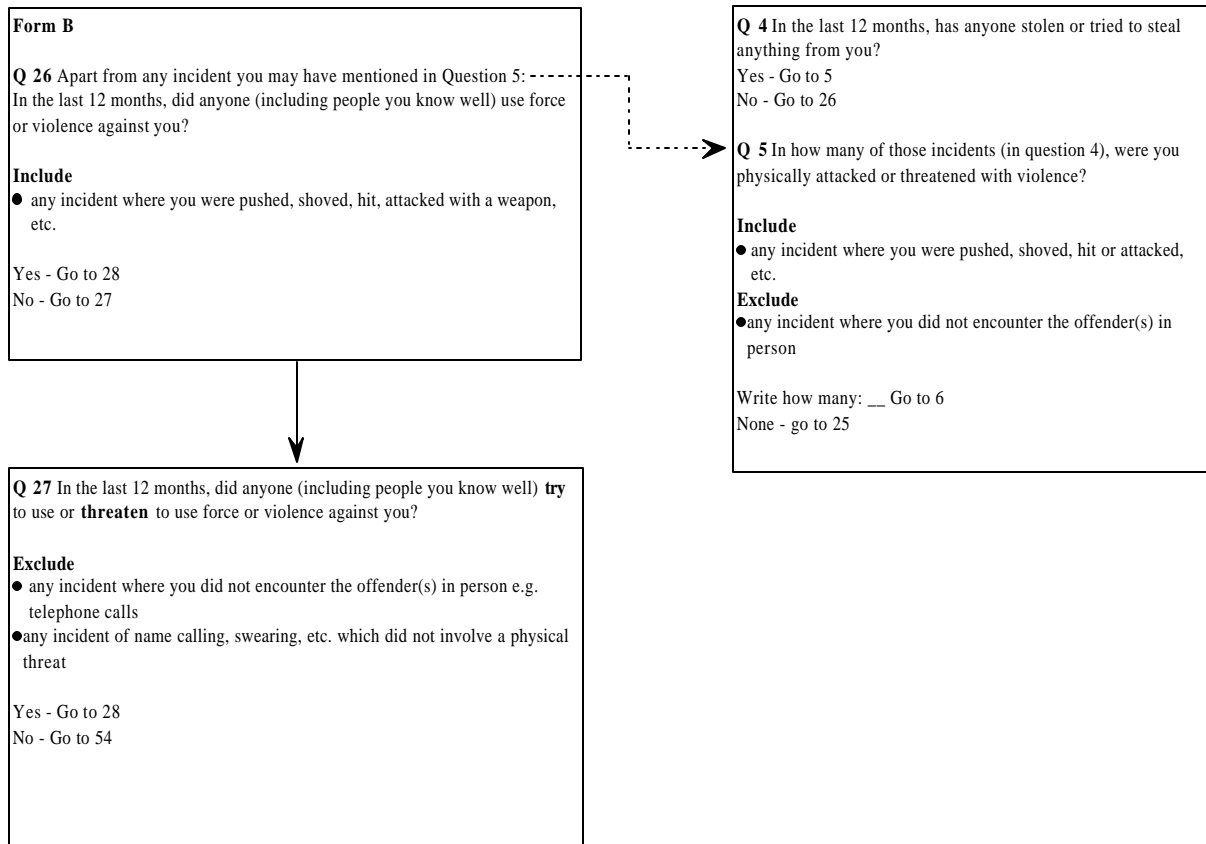 Form B
Q 26 Apart from any incident you may have mentioned in Question 5:
In the last 12 months, did anyone (including people you know well) use force
or violence against you?
Include
● any incident where you were pushed, shoved, hit, attacked with a weapon,
etc.
Yes - Go to 28
No - Go to 27
Q 27 In the last 12 months, did anyone (including people you know well) try
to use or threaten to use force or violence against you?
Exclude
● any incident where you did not encounter the offender(s) in person e.g.
telephone calls
●any incident of name calling, swearing, etc. which did not involve a physical
threat
Yes - Go to 28
No - Go to 54
Q 4 In the last 12 months, has anyone stolen or tried to steal
anything from you?
Yes - Go to 5
No - Go to 26
Q 5 In how many of those incidents (in question 4), were you
physically attacked or threatened with violence?
Include
● any incident where you were pushed, shoved, hit or attacked,
etc.
Exclude
●any incident where you did not encounter the offender(s) in
person
Write how many: __ Go to 6
None - go to 25